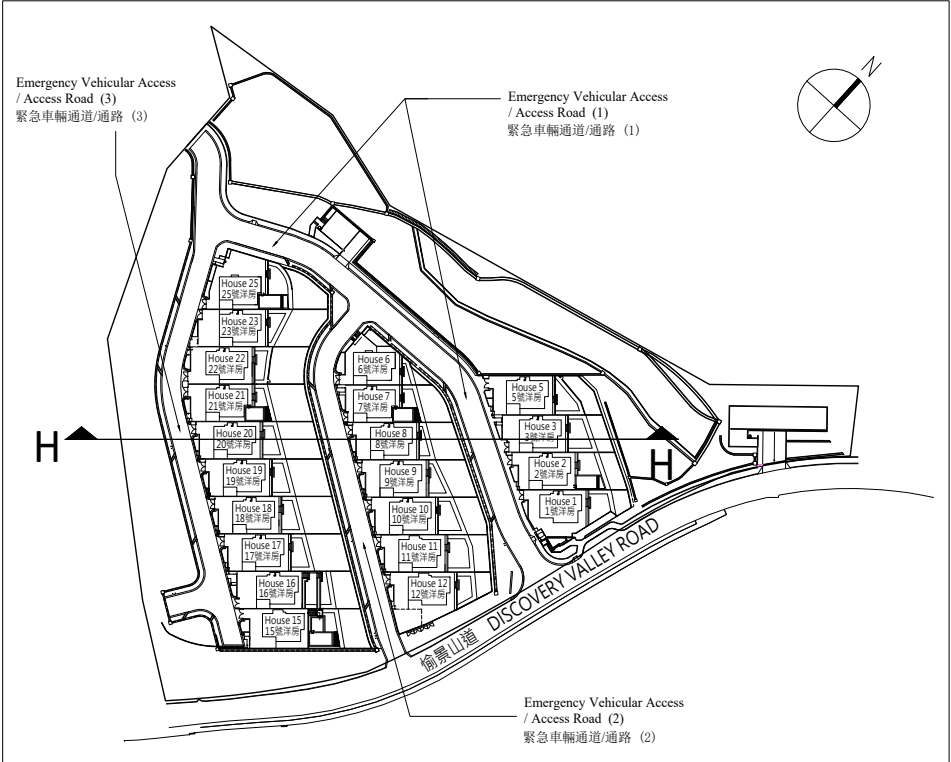 Emergency Vehicular Access
/ Access Road (3)
緊急車輛通道/通路 (3)
Emergency Vehicular Access
/ Access Road (1)
緊急車輛通道/通路 (1)
N
House 25
25號洋房
House 23
23號洋房
House 22
22號洋房
House 21
21號洋房
House 20
20號洋房
House 19
19號洋房
House 18
18號洋房
House 17
17號洋房
House 16
16號洋房
House 15
15號洋房
House 6
6號洋房
House 7
7號洋房
House 8
8號洋房
House 9
9號洋房
House 10
10號洋房
House 11
11號洋房
House 12
12號洋房
House 5
5號洋房
House 3
3號洋房
House 2
2號洋房
House 1
1號洋房
H
H
愉景山道 DISCOVERY VALLEY ROAD
Emergency Vehicular Access
/ Access Road (2)
緊急車輛通道/通路 (2)